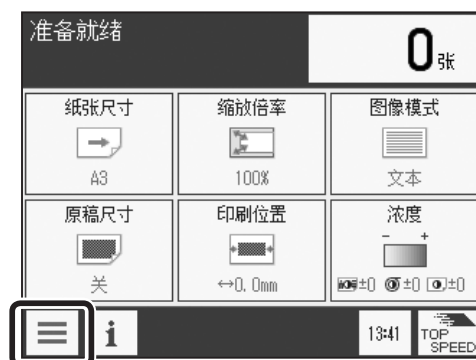 准备就绪
0张
纸张尺寸
A3
缩放倍率
100%
图像模式
文本
原稿尺寸
关
印刷位置
↔0.0mm
浓度
- +
±0 ±0 ±0
i
13:41
TOP
SPEED